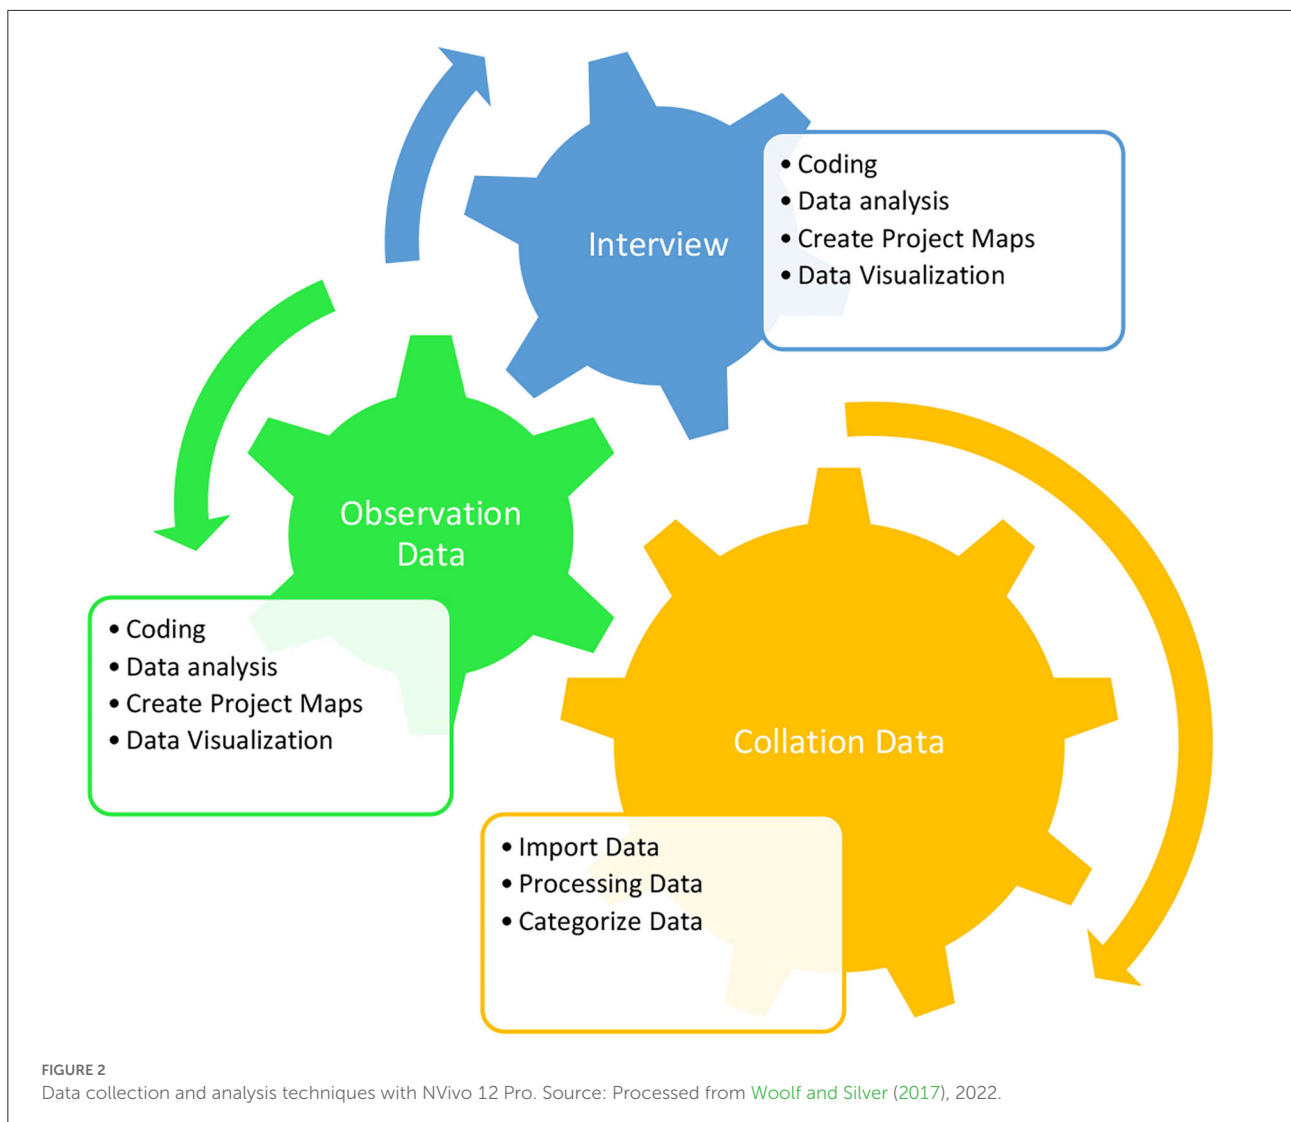 Interview
• Coding
• Data analysis
• Create Project Maps
• Data Visualization
Observation
Data
• Coding
• Data analysis
• Create Project Maps
• Data Visualization
Collation Data
• Import Data
• Processing Data
• Categorize Data
FIGURE 2
Data collection and analysis techniques with NVivo 12 Pro. Source: Processed from Woolf and Silver (2017), 2022.